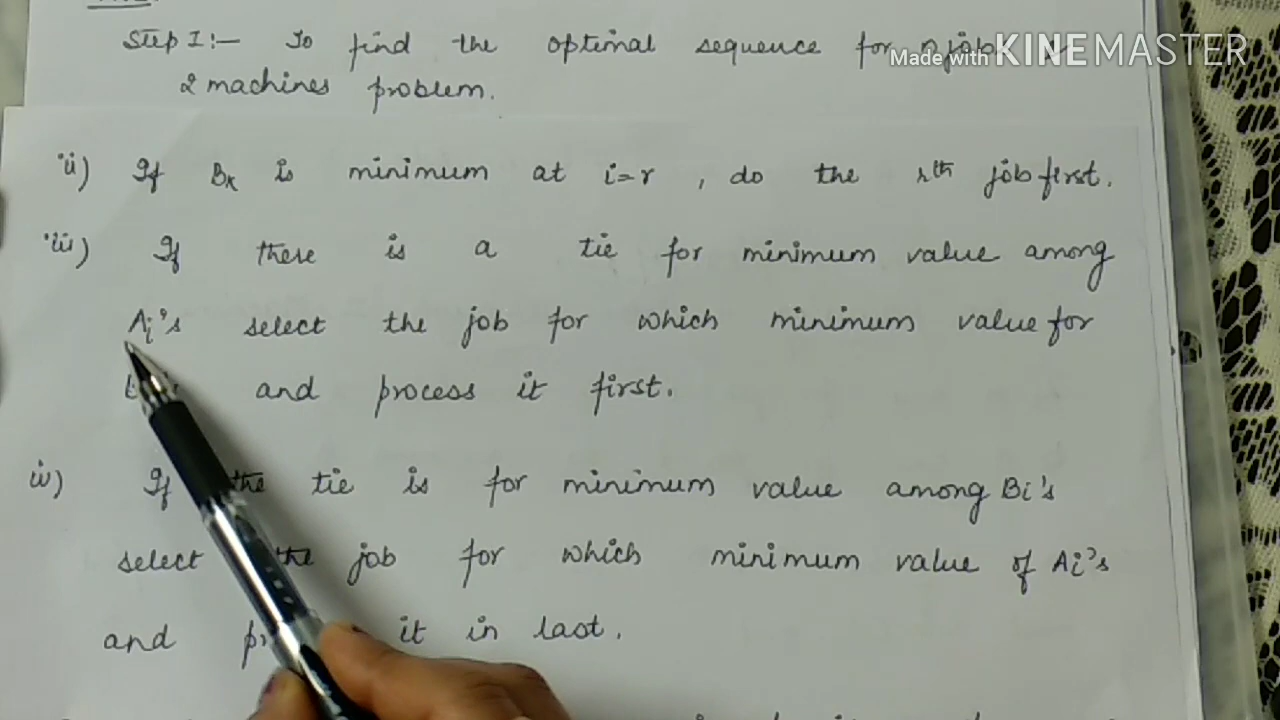 Step I :- To find the optimal sequence for n job
2 machines problem.
Made with KINEMASTER
ii) If Br is minimum at i=r , do the rth job first.
iii) If there is a tie for minimum value among
Ai's select the job for which minimum value for
and process it first.
iv) If the tie is for minimum value among Bi's
select the job for which minimum value of Ai's
and it in last.